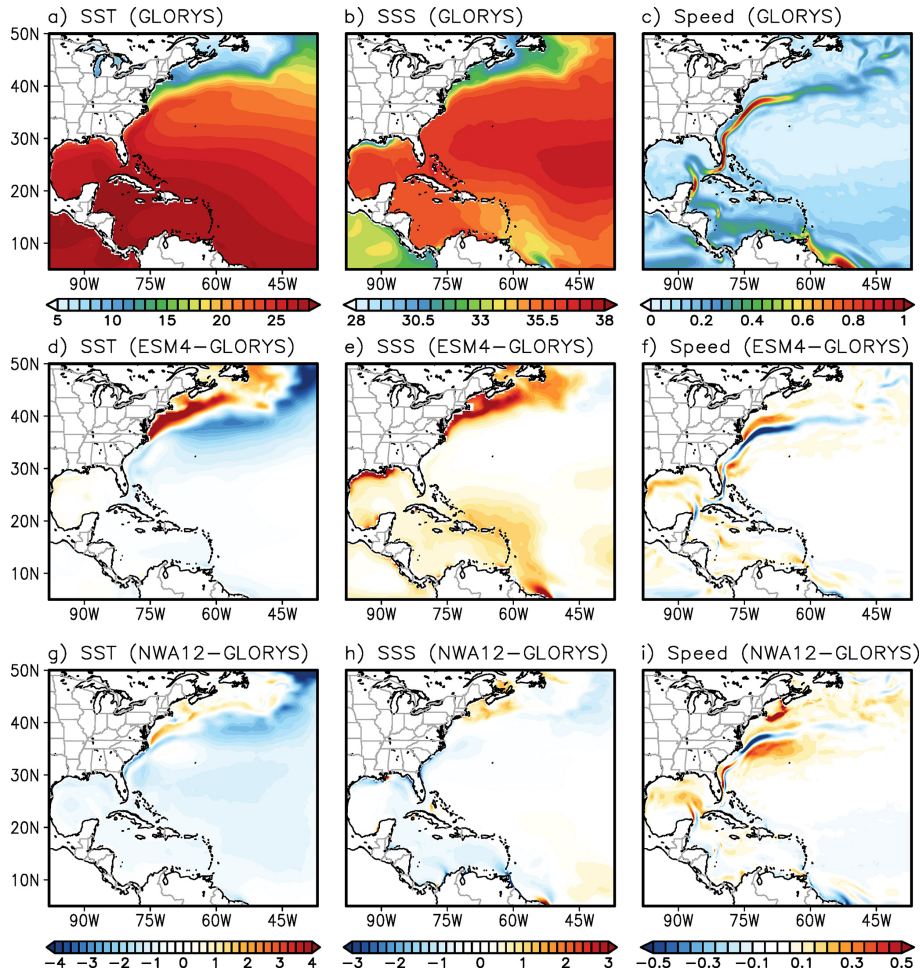 a) SST (GLORYS) b) SSS (GLORYS) c) Speed (GLORYS)
50N
40N
30N
20N
10N
90W 75W 60W 45W 90W 75W 60W 45W 90W 75W 60W 45W
5 10 15 20 25 28 30.5 33 35.5 38 0 0.2 0.4 0.6 0.8 1
d) SST (ESM4-GLORYS) e) SSS (ESM4-GLORYS) f) Speed (ESM4-GLORYS)
50N
40N
30N
20N
10N
90W 75W 60W 45W 90W 75W 60W 45W 90W 75W 60W 45W
g) SST (NWA12-GLORYS) h) SSS (NWA12-GLORYS) i) Speed (NWA12-GLORYS)
50N
40N
30N
20N
10N
90W 75W 60W 45W 90W 75W 60W 45W 90W 75W 60W 45W
-4 -3 -2 -1 0 1 2 3 4 -3 -2 -1 0 1 2 3 -0.5 -0.3 -0.1 0.1 0.3 0.5